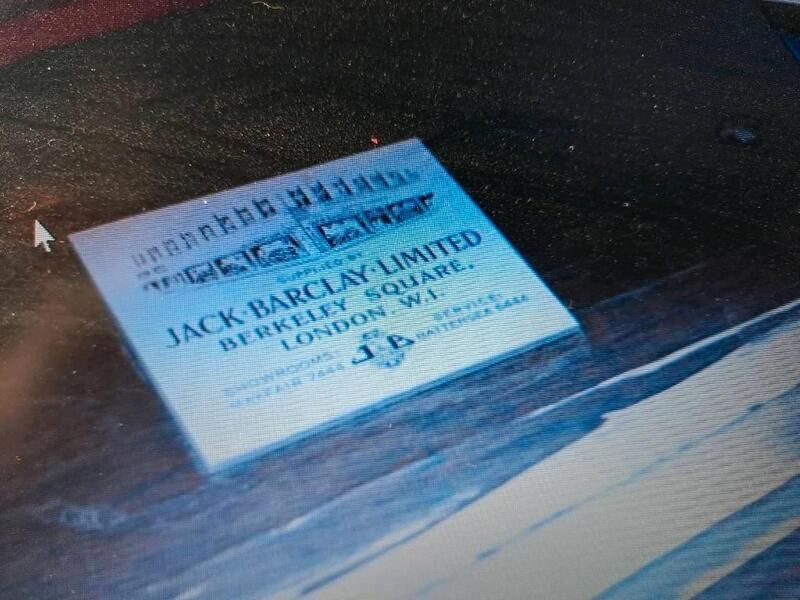 SUPPLIED BY
JACK·BARCLAY·LIMITED
BERKELEY SQUARE,
LONDON. W.1.
SHOWROOMS:
MAYFAIR 7444
J B
SERVICE:
BATTERSEA 6444